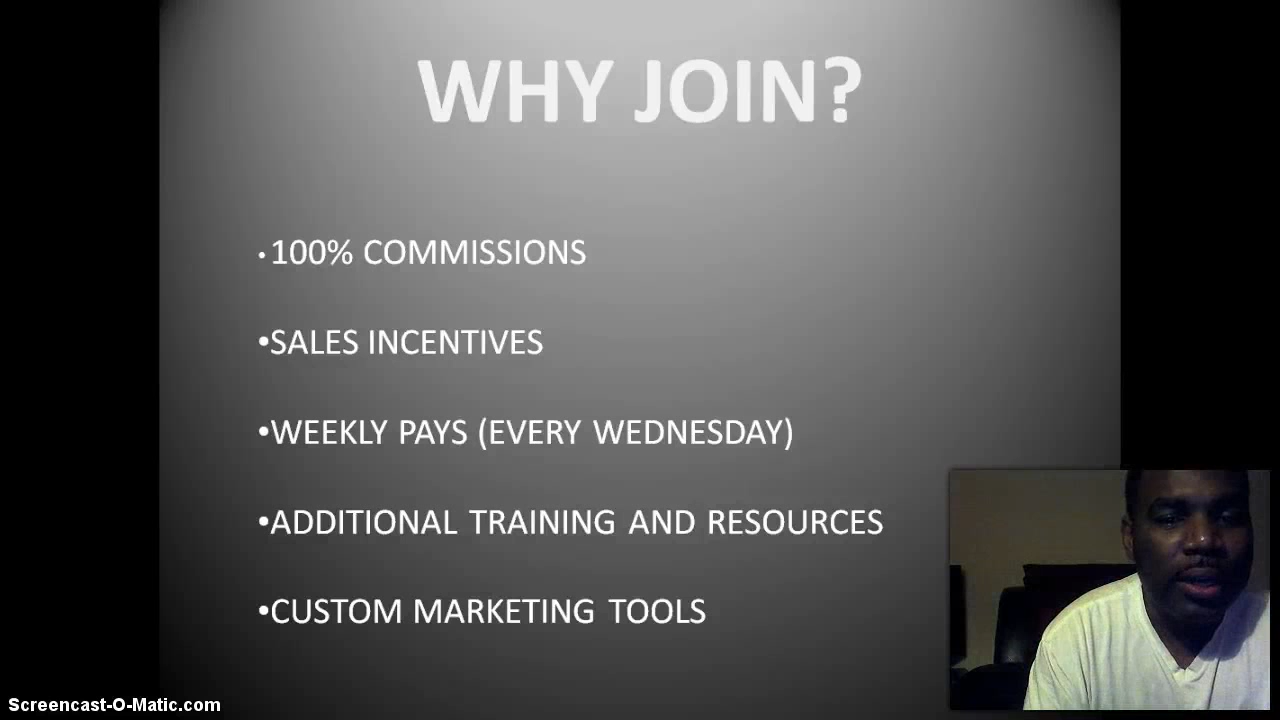 WHY JOIN?
•100% COMMISSIONS
•SALES INCENTIVES
•WEEKLY PAYS (EVERY WEDNESDAY)
•ADDITIONAL TRAINING AND RESOURCES
•CUSTOM MARKETING TOOLS
Screencast-O-Matic.com